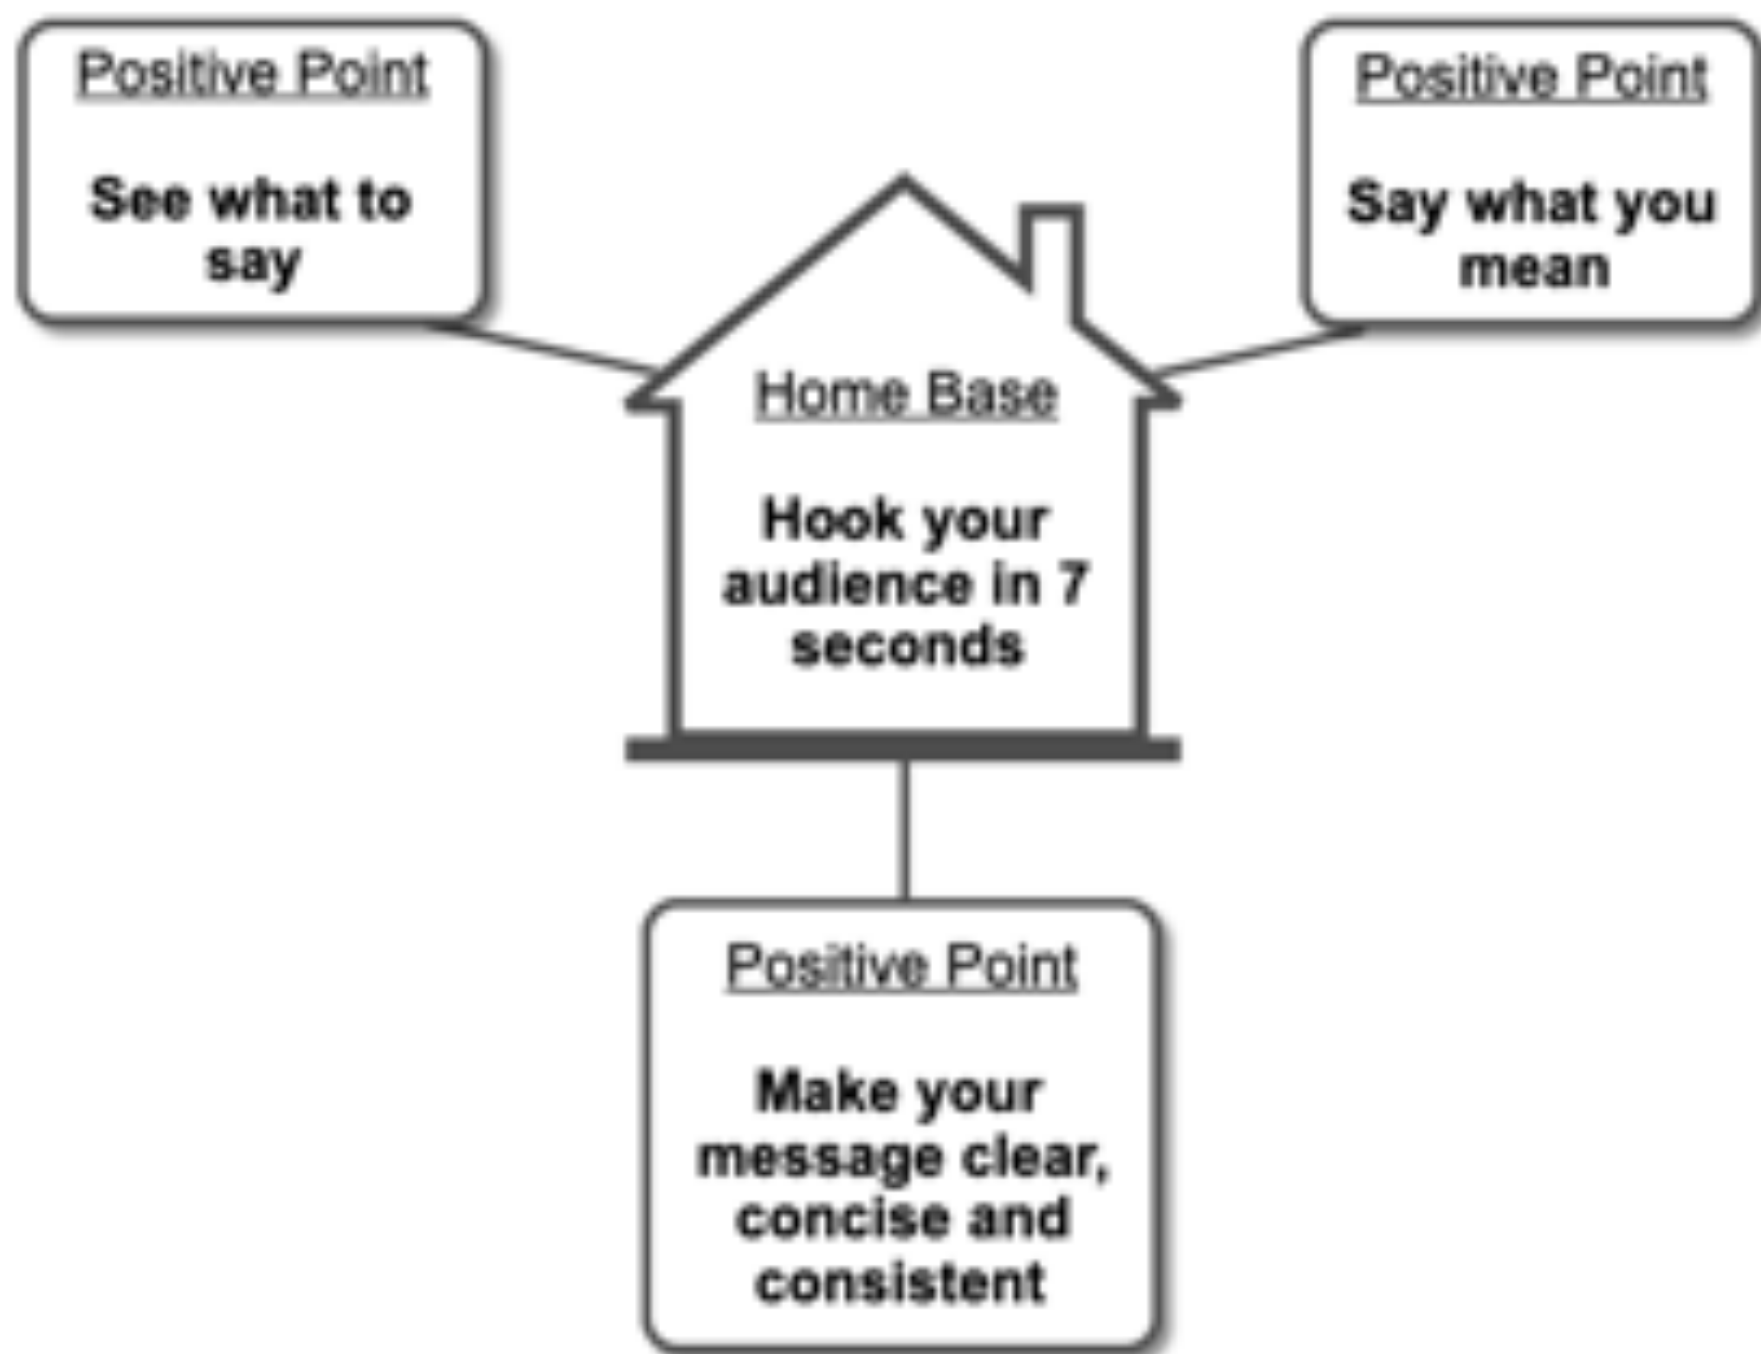 Positive Point
See what to
say
Positive Point
Say what you
mean
Home Base
Hook your
audience in 7
seconds
Positive Point
Make your
message clear,
concise and
consistent